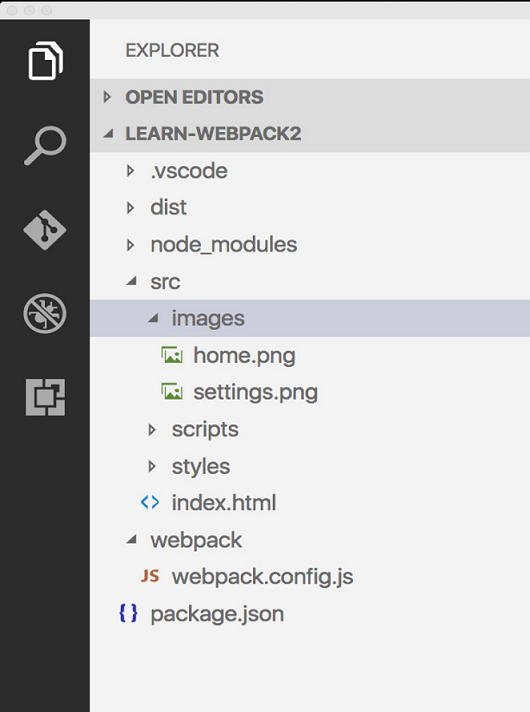 EXPLORER
OPEN EDITORS
LEARN-WEBPACK2
.vscode
dist
node_modules
src
images
home.png
settings.png
scripts
styles
<> index.html
webpack
JS webpack.config.js
{ } package.json